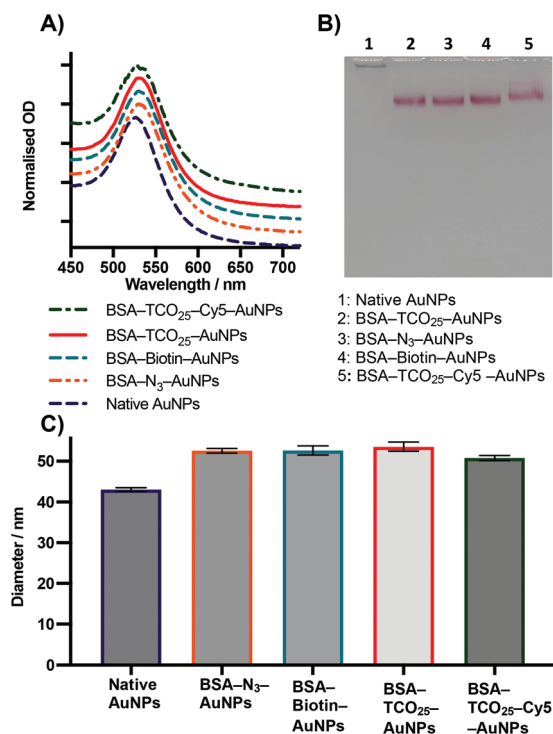 A)
Normalised OD
450 500 550 600 650 700
Wavelength / nm
BSA–TCO₂₅–Cy5–AuNPs
BSA–TCO₂₅–AuNPs
BSA–Biotin–AuNPs
BSA–N₃–AuNPs
Native AuNPs
B)
1 2 3 4 5
1: Native AuNPs
2: BSA–TCO₂₅–AuNPs
3: BSA–N₃–AuNPs
4: BSA–Biotin–AuNPs
5: BSA–TCO₂₅–Cy5 –AuNPs
C)
Diameter / nm
50
40
30
20
10
0
Native
AuNPs
BSA–N₃–
AuNPs
BSA–
Biotin–
AuNPs
BSA–
TCO₂₅–
AuNPs
BSA–
TCO₂₅–Cy5
–AuNPs